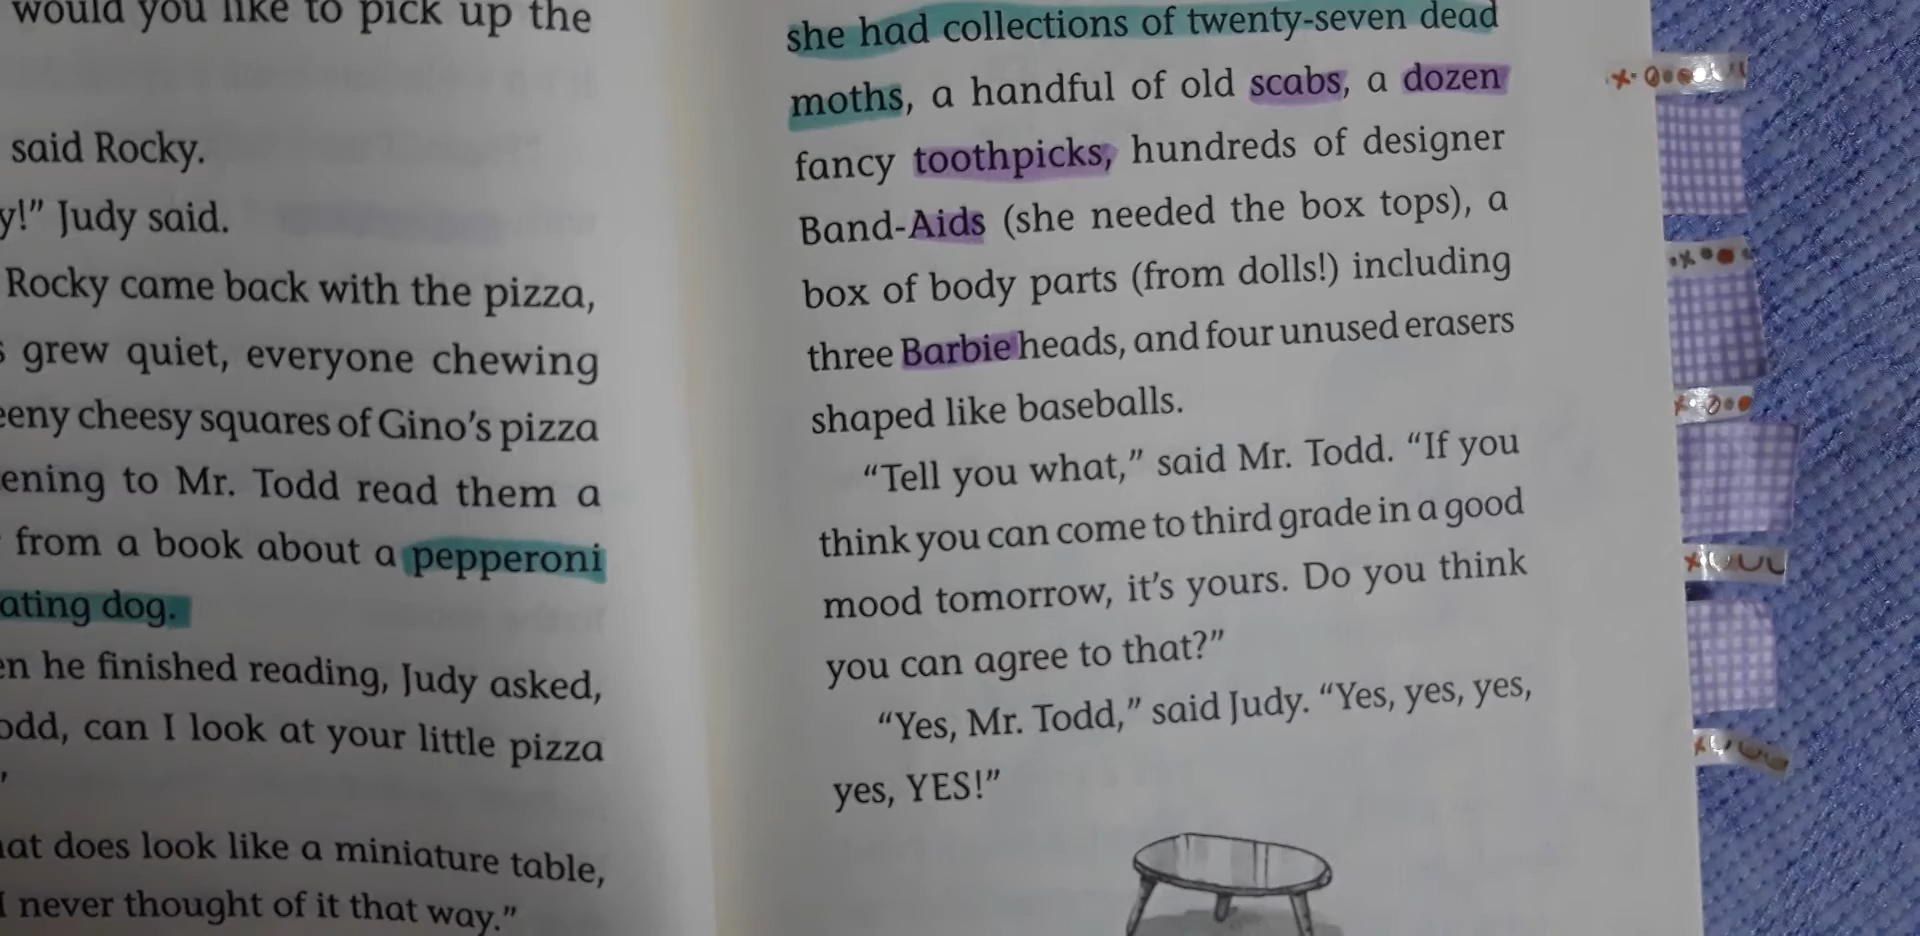 would you like to pick up the
said Rocky.
y!” Judy said.
Rocky came back with the pizza,
s grew quiet, everyone chewing
eeny cheesy squares of Gino’s pizza
ening to Mr. Todd read them a
from a book about a pepperoni
ating dog.
en he finished reading, Judy asked,
odd, can I look at your little pizza
”
hat does look like a miniature table,
I never thought of it that way.”
she had collections of twenty-seven dead
moths, a handful of old scabs, a dozen
fancy toothpicks, hundreds of designer
Band-Aids (she needed the box tops), a
box of body parts (from dolls!) including
three Barbie heads, and four unused erasers
shaped like baseballs.
“Tell you what,” said Mr. Todd. “If you
think you can come to third grade in a good
mood tomorrow, it’s yours. Do you think
you can agree to that?”
“Yes, Mr. Todd,” said Judy. “Yes, yes, yes,
yes, YES!”